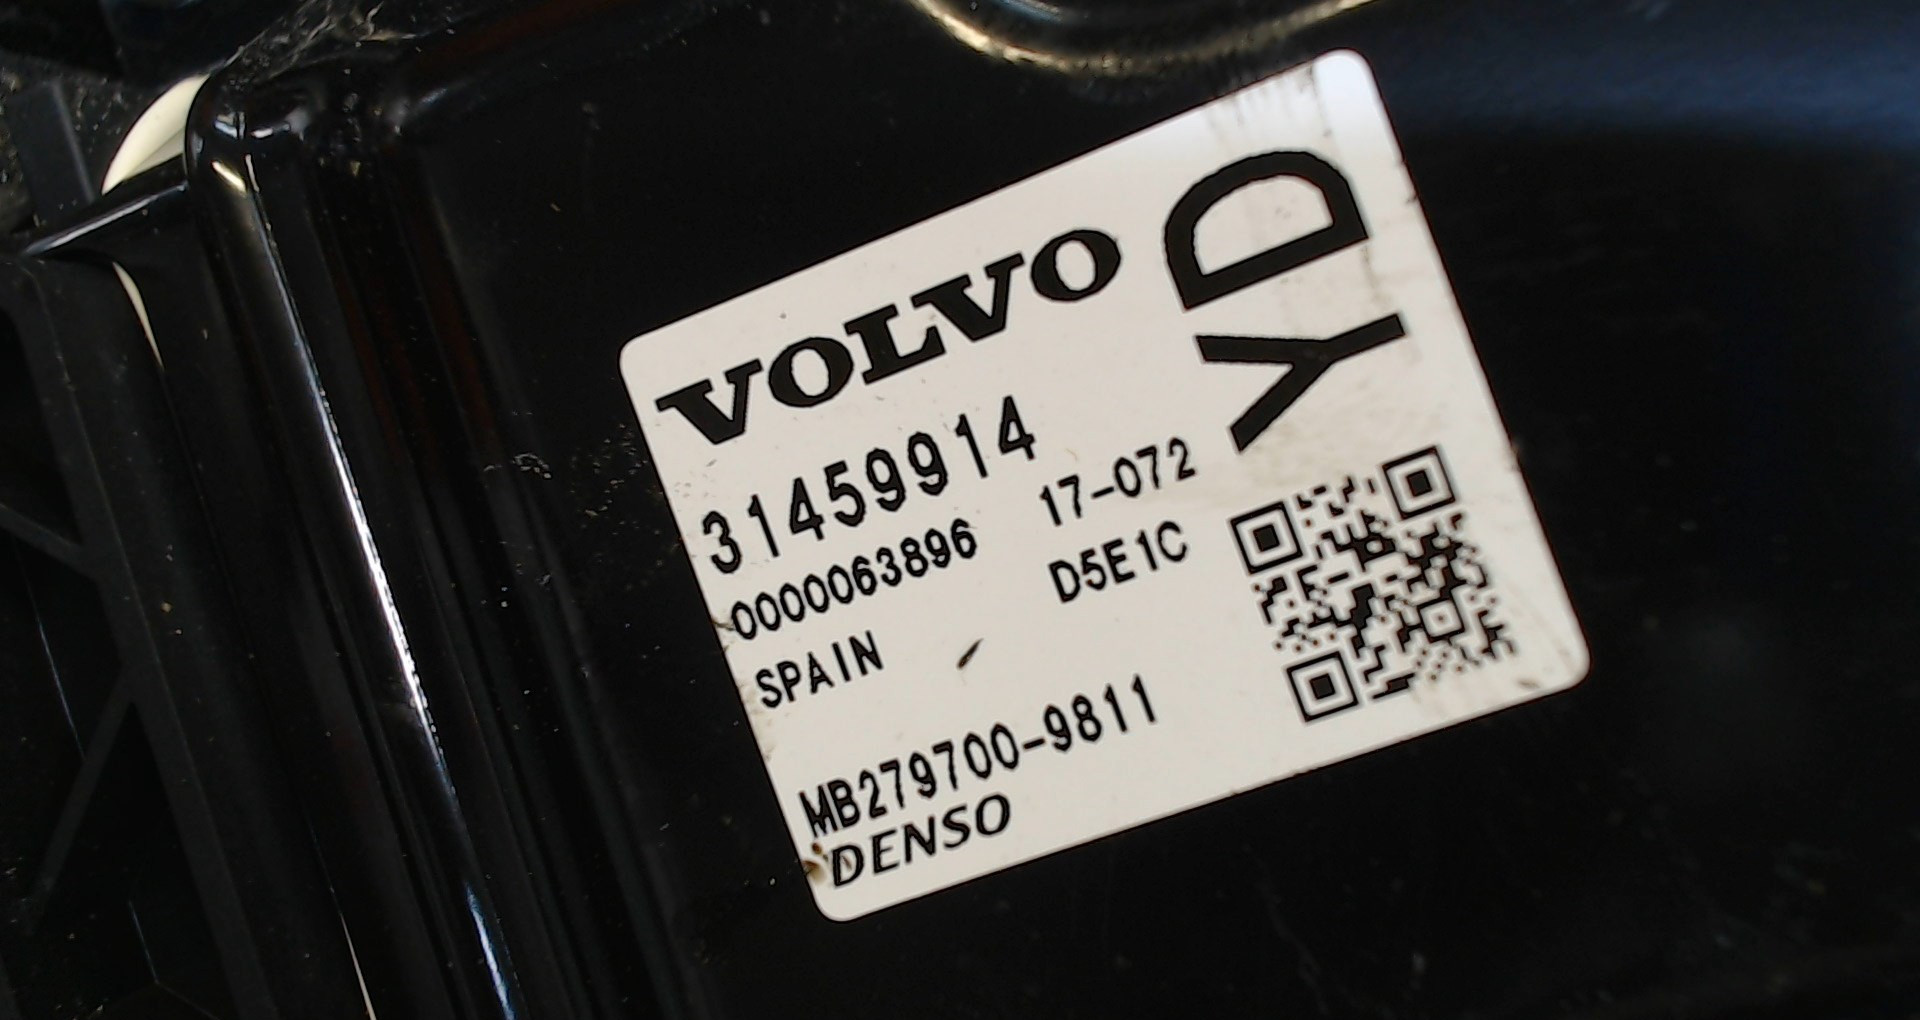 VOLVO
YD
31459914
0000063896 17-072
SPAIN D5E1C
MB279700-9811
DENSO